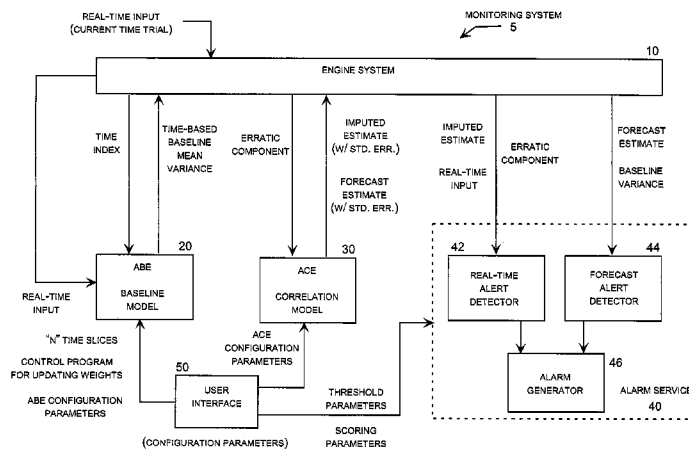 REAL-TIME INPUT
(CURRENT TIME TRIAL)
MONITORING SYSTEM
5
10
ENGINE SYSTEM
TIME
INDEX
TIME-BASED
BASELINE
MEAN
VARIANCE
ERRATIC
COMPONENT
IMPUTED
ESTIMATE
(W/ STD. ERR.)
FORECAST
ESTIMATE
(W/ STD. ERR.)
IMPUTED
ESTIMATE
REAL-TIME
INPUT
ERRATIC
COMPONENT
FORECAST
ESTIMATE
BASELINE
VARIANCE
20
ABE
BASELINE
MODEL
30
ACE
CORRELATION
MODEL
42
REAL-TIME
ALERT
DETECTOR
44
FORECAST
ALERT
DETECTOR
REAL-TIME
INPUT
"N" TIME SLICES
CONTROL PROGRAM
FOR UPDATING WEIGHTS
ABE CONFIGURATION
PARAMETERS
50
USER
INTERFACE
(CONFIGURATION PARAMETERS)
ACE
CONFIGURATION
PARAMETERS
THRESHOLD
PARAMETERS
SCORING
PARAMETERS
46
ALARM
GENERATOR
ALARM SERVICE
40